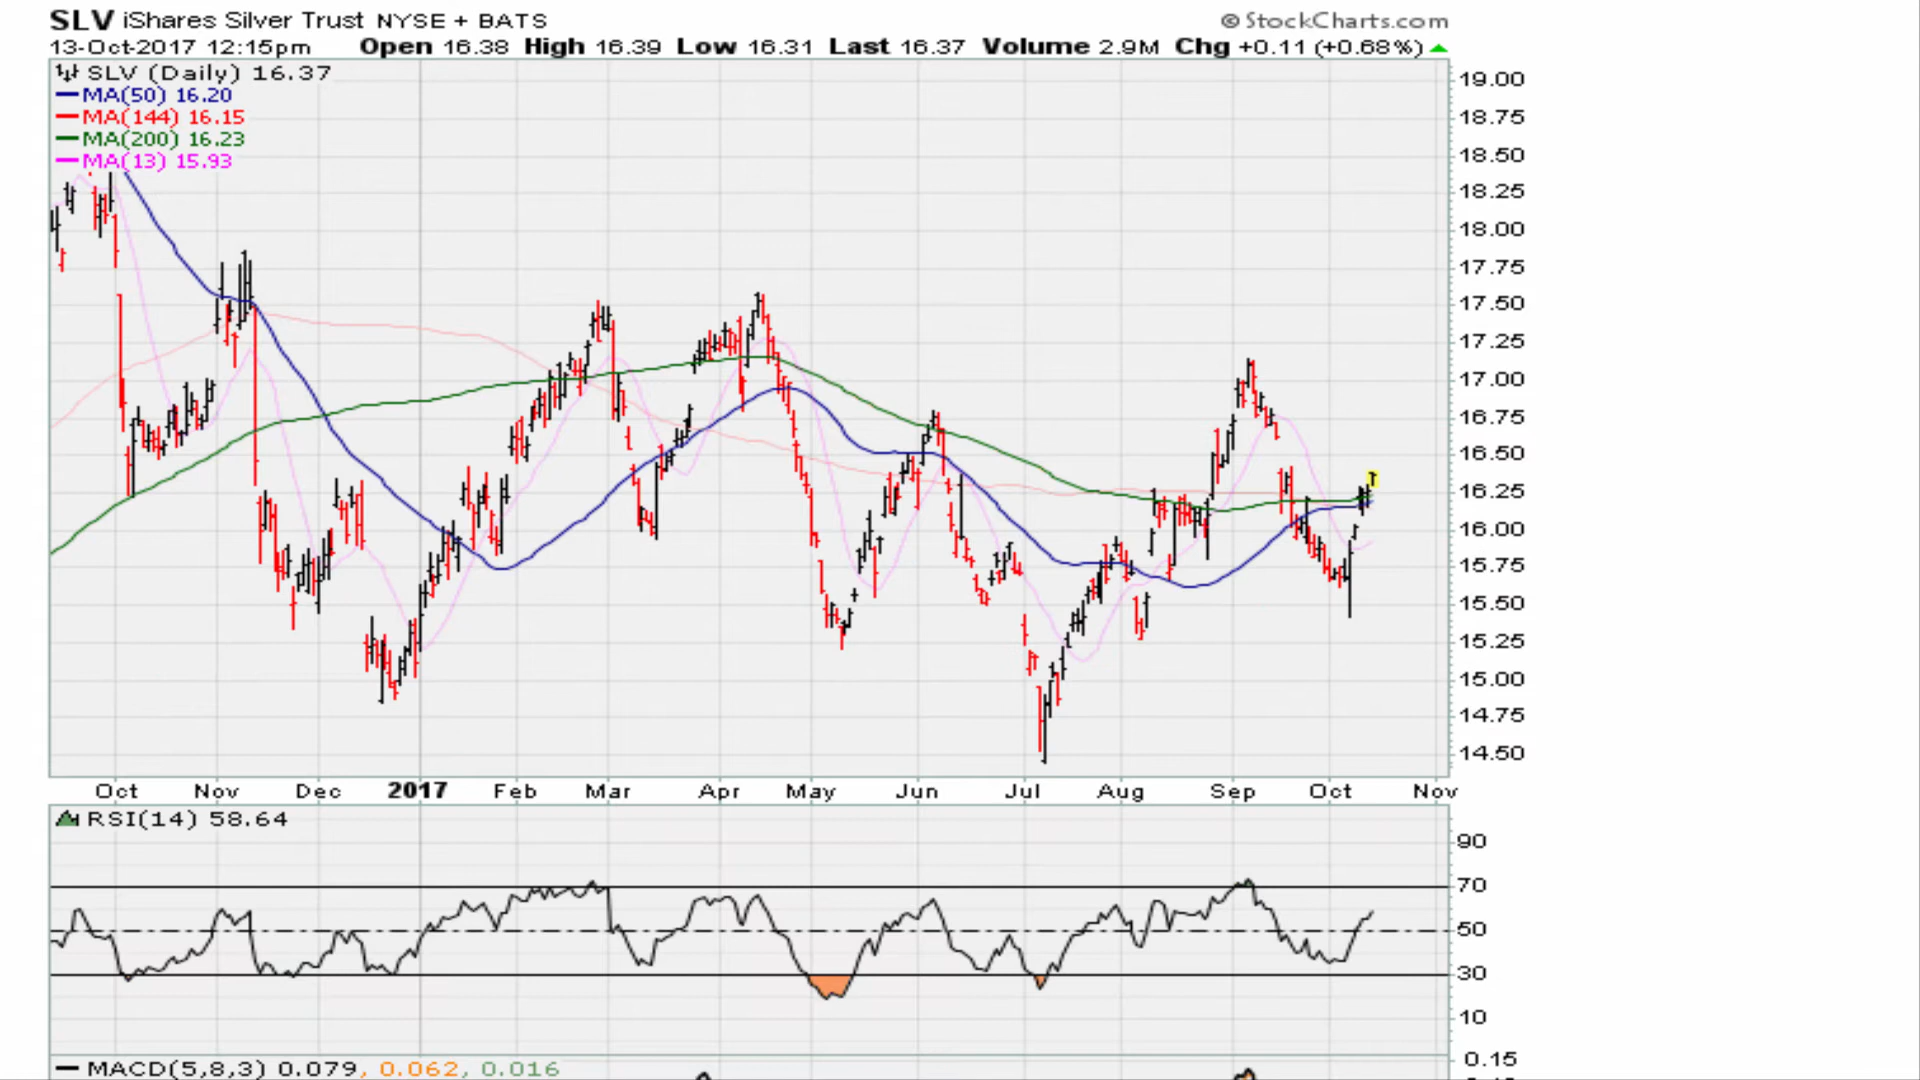 SLV iShares Silver Trust NYSE + BATS
© StockCharts.com
13-Oct-2017 12:15pm Open 16.38 High 16.39 Low 16.31 Last 16.37 Volume 2.9M Chg +0.11 (+0.68%)
SLV (Daily) 16.37
MA(50) 16.20
MA(144) 16.15
MA(200) 16.23
MA(13) 15.93
19.00
18.75
18.50
18.25
18.00
17.75
17.50
17.25
17.00
16.75
16.50
16.25
16.00
15.75
15.50
15.25
15.00
14.75
14.50
Oct Nov Dec 2017 Feb Mar Apr May Jun Jul Aug Sep Oct Nov
RSI(14) 58.64
90
70
50
30
10
MACD(5,8,3) 0.079, 0.062, 0.016
0.15